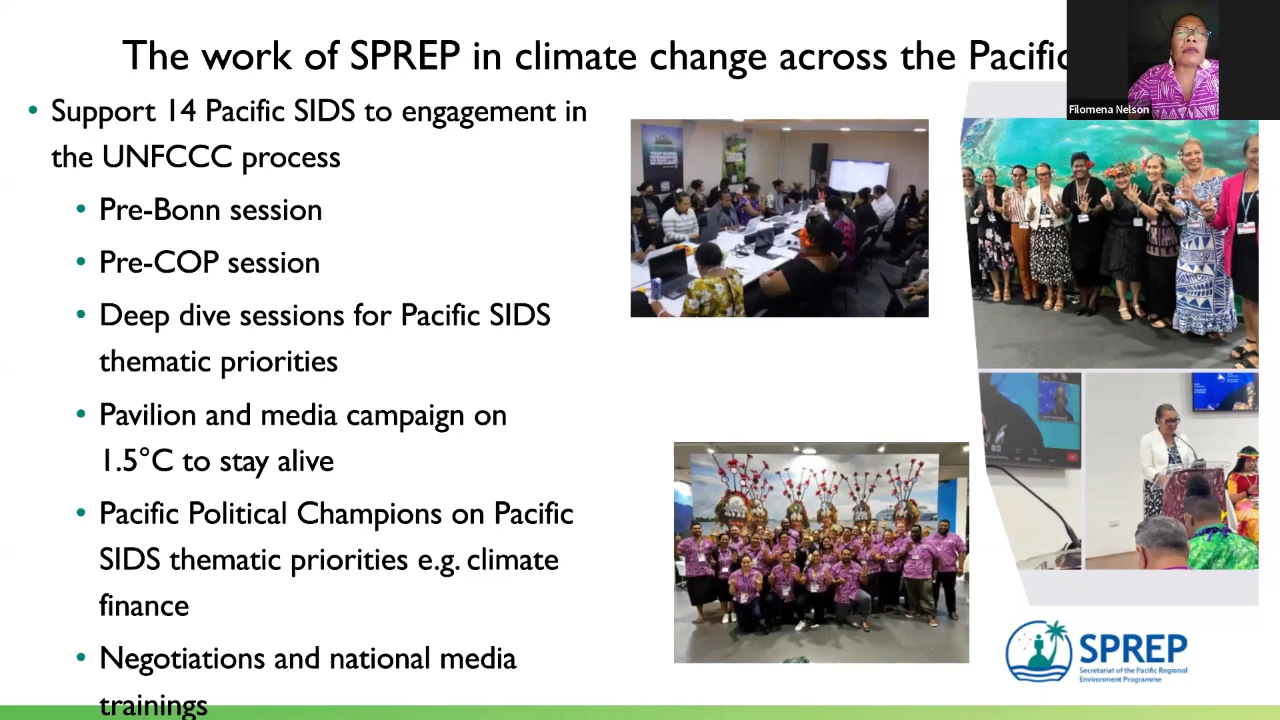 The work of SPREP in climate change across the Pacific
Filomena Nelson
• Support 14 Pacific SIDS to engagement in
the UNFCCC process
• Pre-Bonn session
• Pre-COP session
• Deep dive sessions for Pacific SIDS
thematic priorities
• Pavilion and media campaign on
1.5°C to stay alive
• Pacific Political Champions on Pacific
SIDS thematic priorities e.g. climate
finance
• Negotiations and national media
trainings
SPREP
Secretariat of the Pacific Regional
Environment Programme